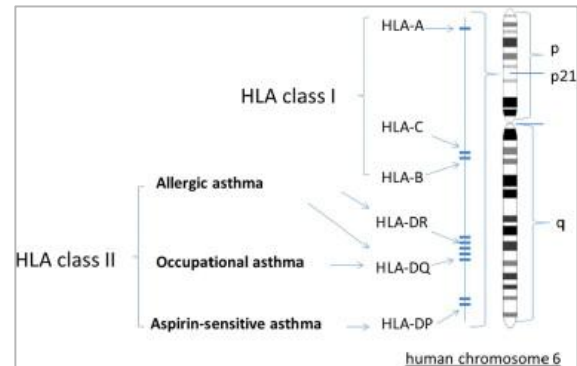 HLA-A
p
HLA class I
p21
HLA-C
HLA-B
Allergic asthma
HLA-DR
q
HLA class II
Occupational asthma
HLA-DQ
Aspirin-sensitive asthma
HLA-DP
human chromosome 6